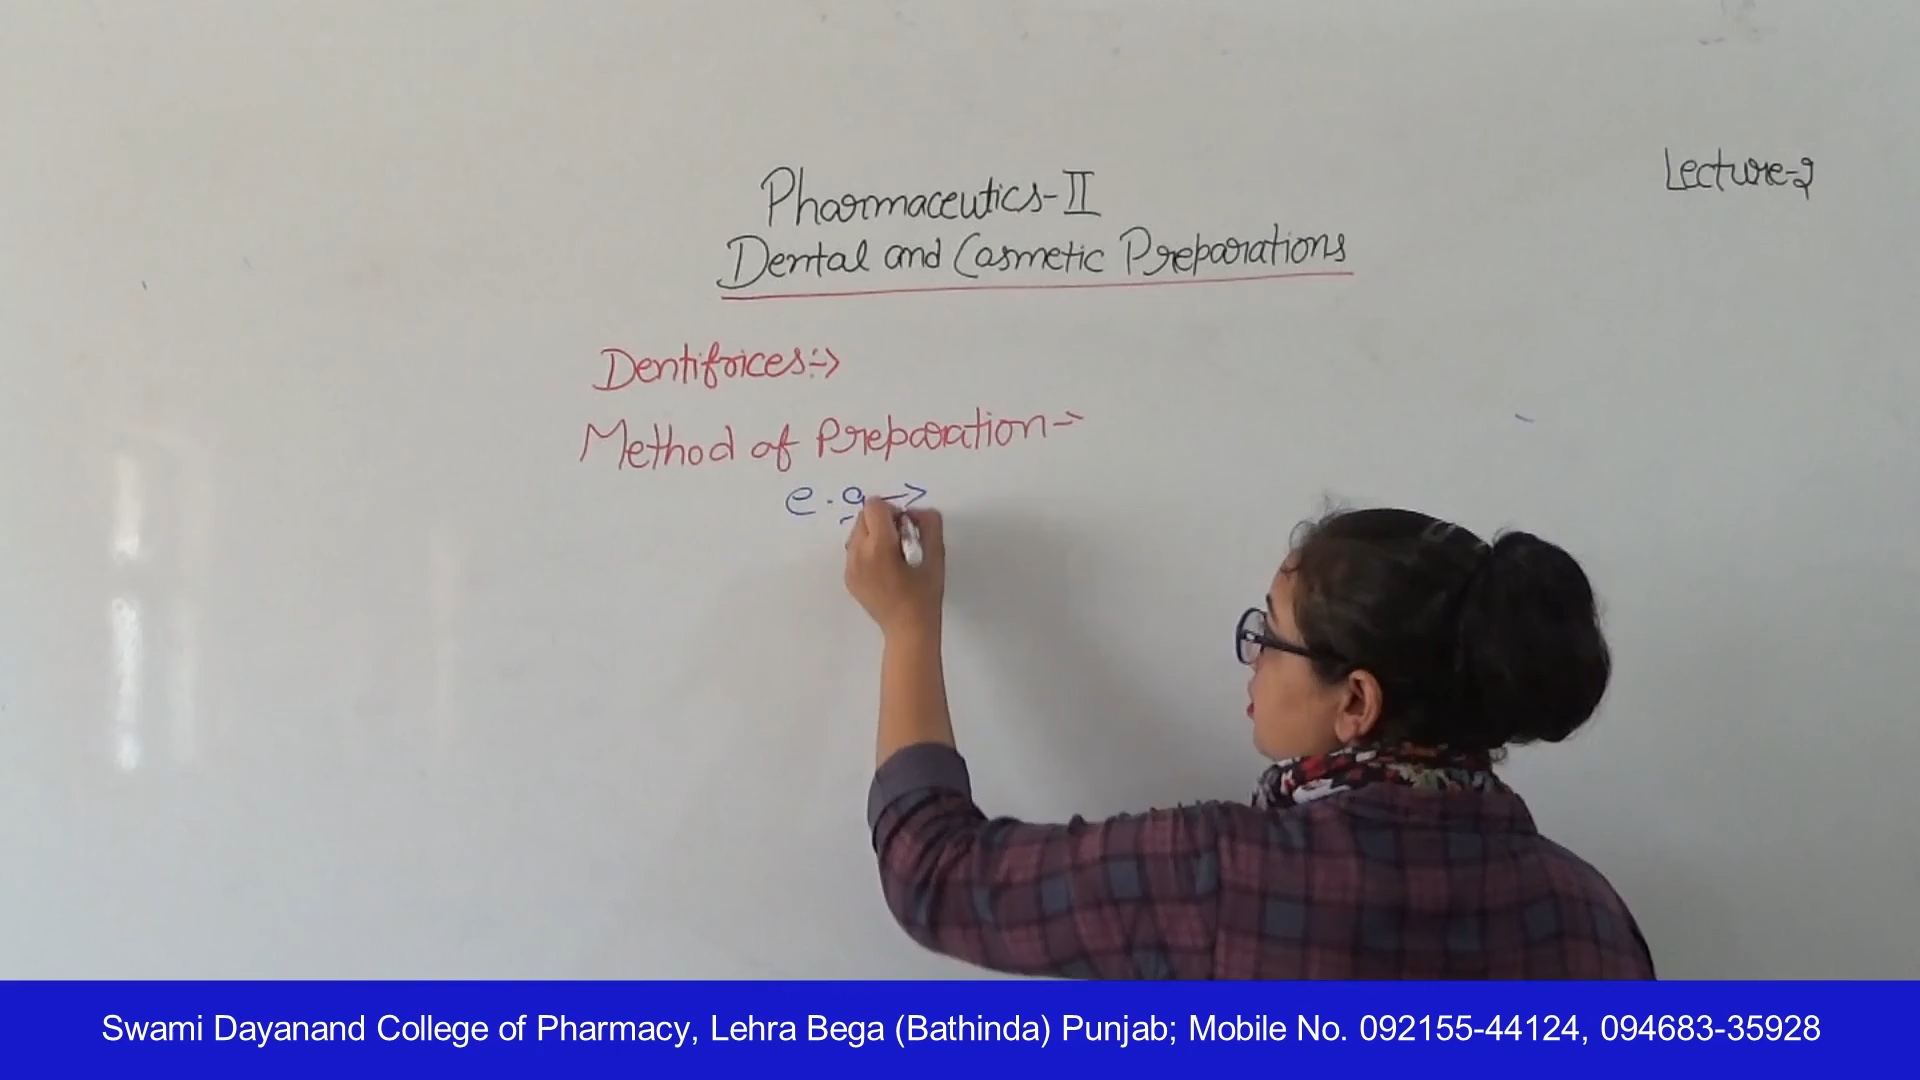 Lecture-2
Pharmaceutics-II
Dental and Cosmetic Preparations
Dentifrices:->
Method of Preparation->
e.g->
Swami Dayanand College of Pharmacy, Lehra Bega (Bathinda) Punjab; Mobile No. 092155-44124, 094683-35928